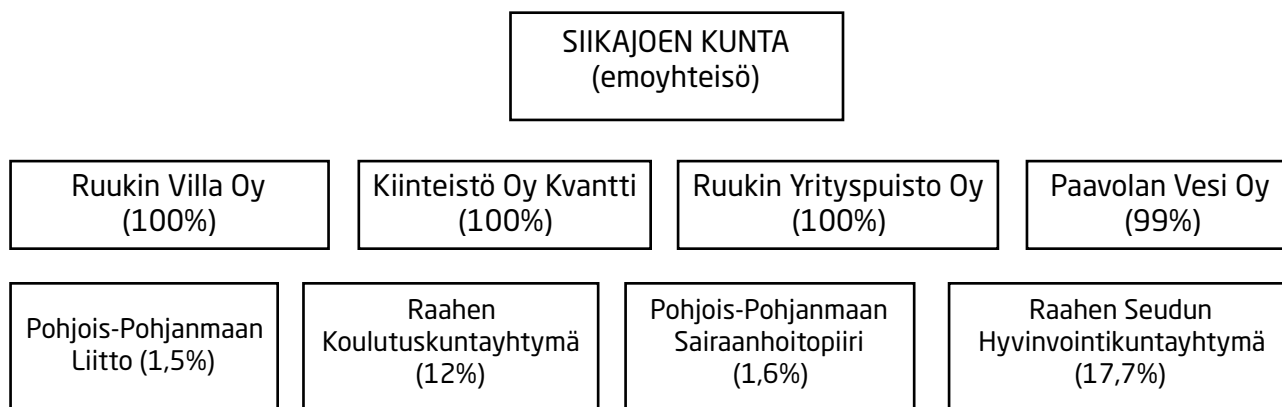 SIIKAJOEN KUNTA
(emoyhteisö)
Ruukin Villa Oy
(100%)
Kiinteistö Oy Kvantti
(100%)
Ruukin Yrityspuisto Oy
(100%)
Paavolan Vesi Oy
(99%)
Pohjois-Pohjanmaan
Liitto (1,5%)
Raahen
Koulutuskuntayhtymä
(12%)
Pohjois-Pohjanmaan
Sairaanhoitopiiri
(1,6%)
Raahen Seudun
Hyvinvointikuntayhtymä
(17,7%)